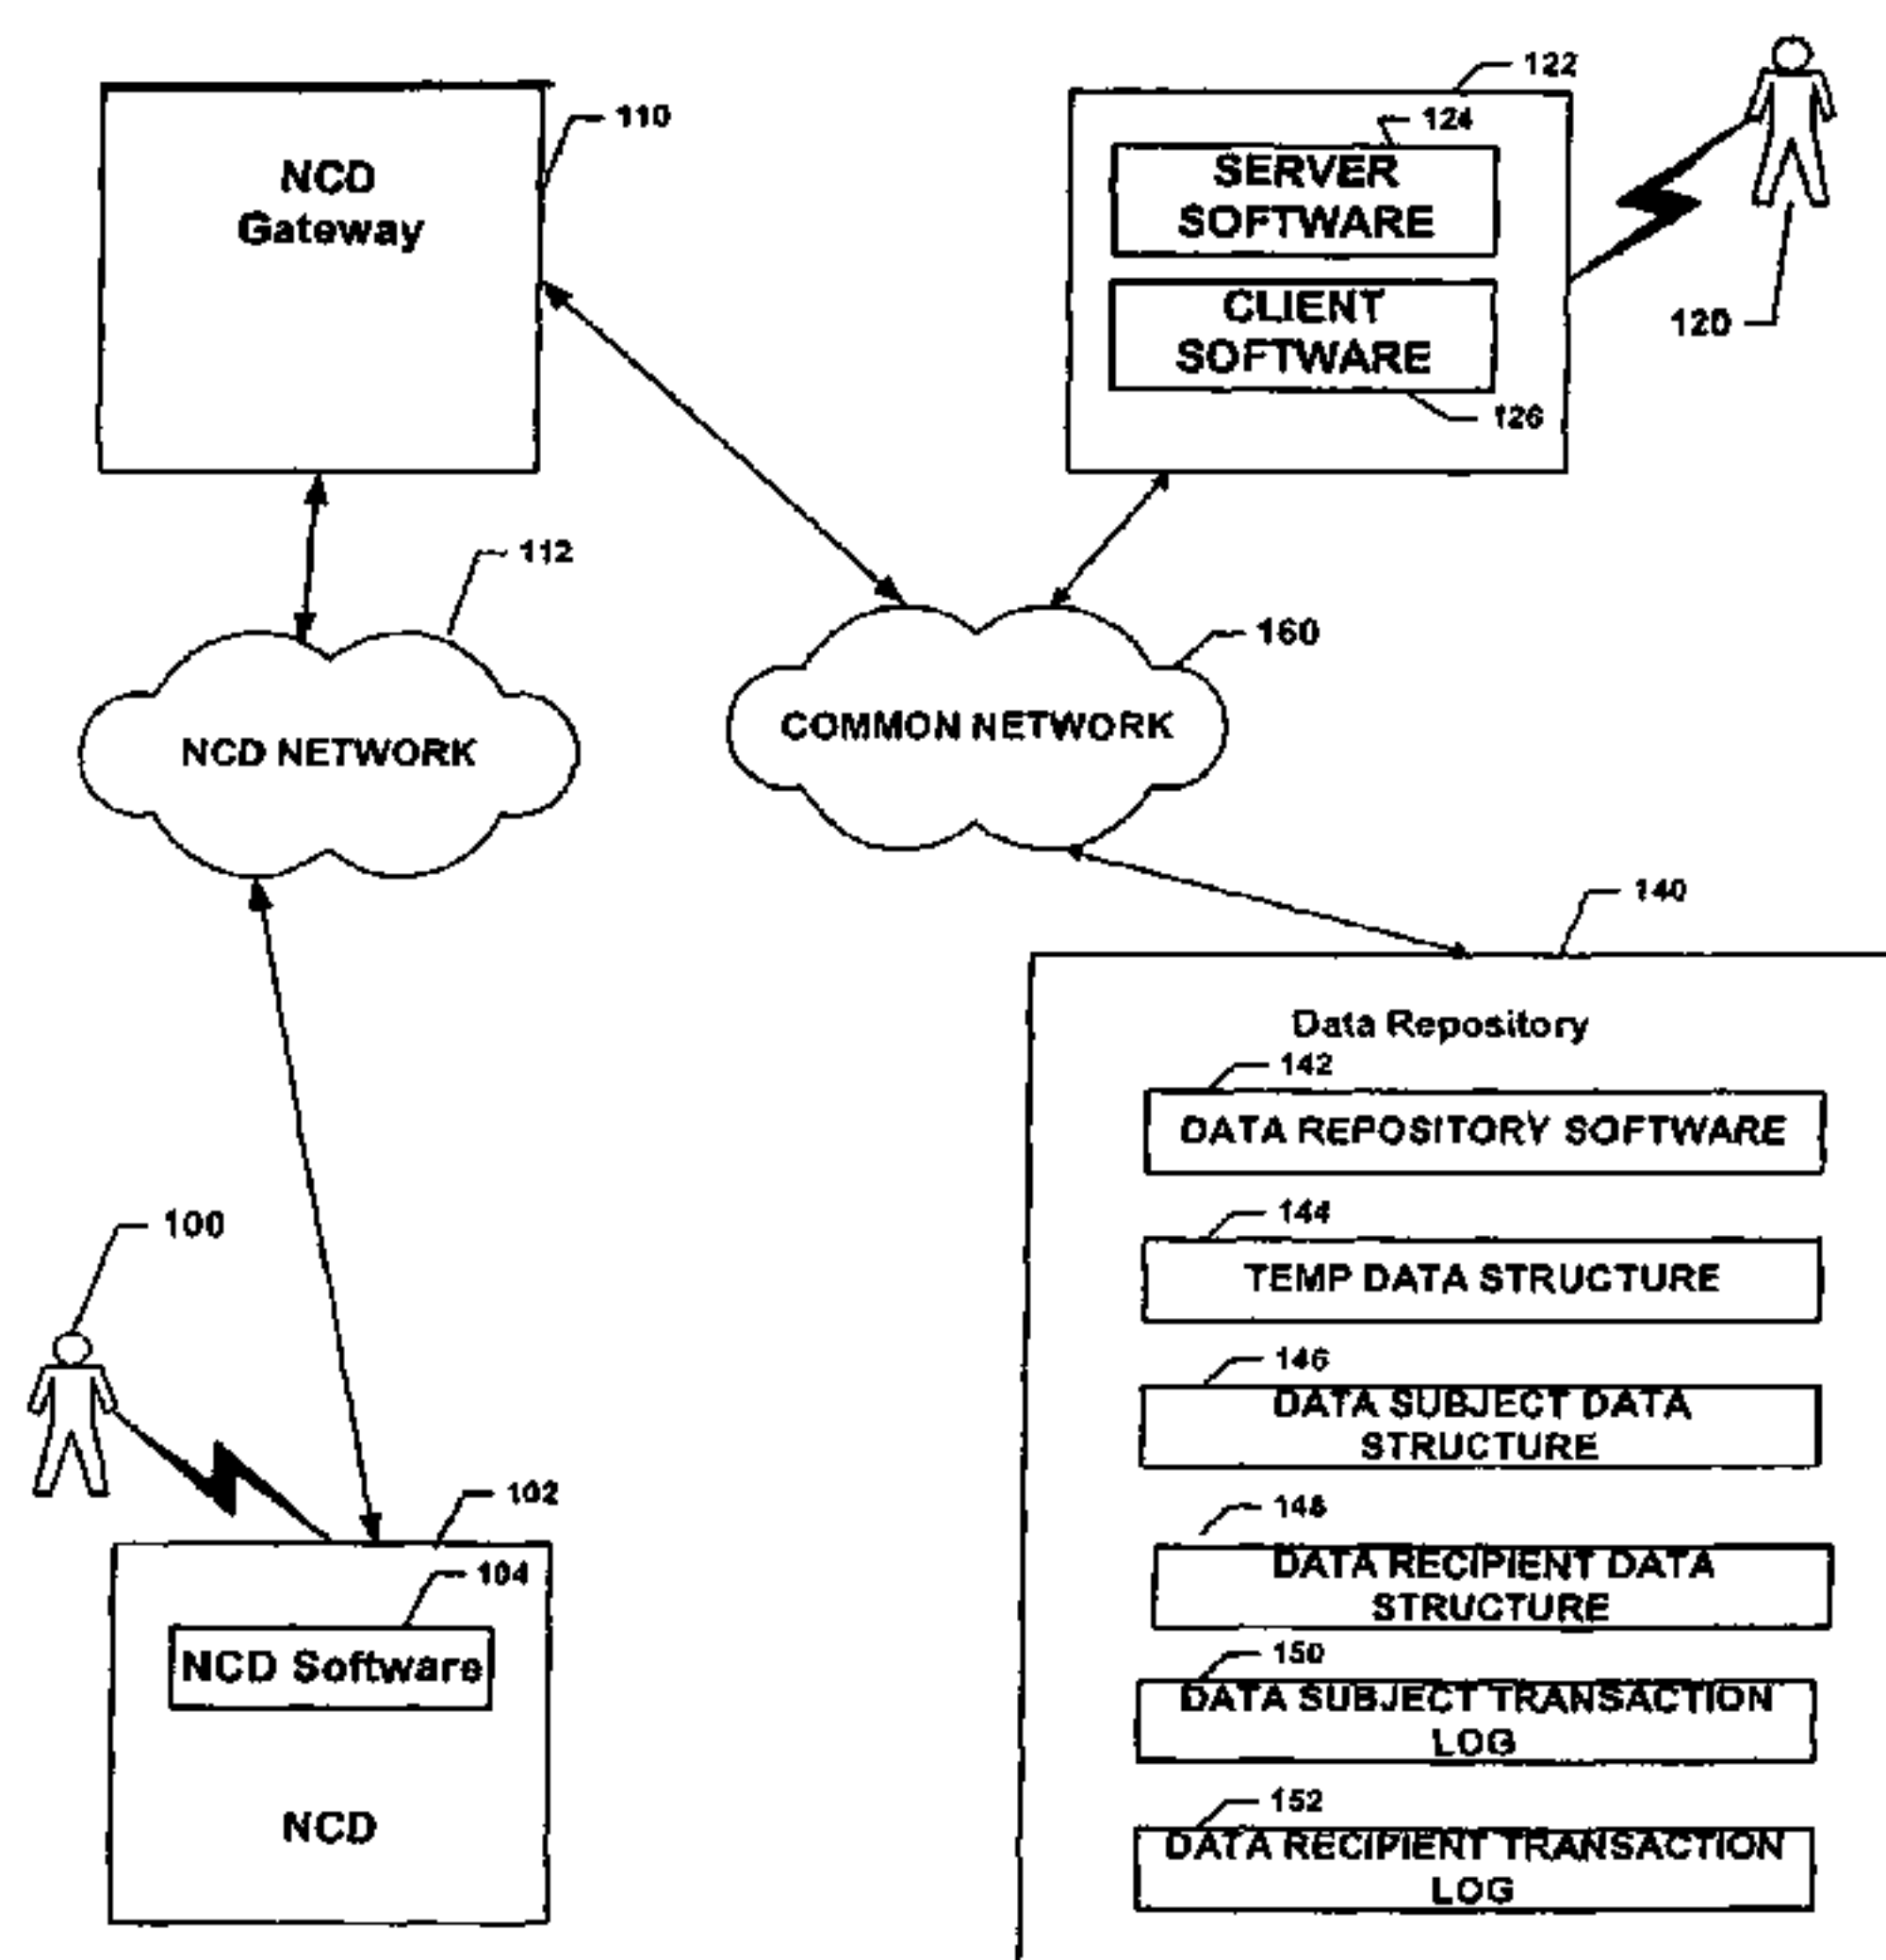 110
NCD
Gateway
122
124
SERVER
SOFTWARE
CLIENT
SOFTWARE
126
120
112
NCD NETWORK
160
COMMON NETWORK
140
Data Repository
142
DATA REPOSITORY SOFTWARE
144
TEMP DATA STRUCTURE
146
DATA SUBJECT DATA
STRUCTURE
148
DATA RECIPIENT DATA
STRUCTURE
150
DATA SUBJECT TRANSACTION
LOG
152
DATA RECIPIENT TRANSACTION
LOG
100
102
104
NCD Software
NCD